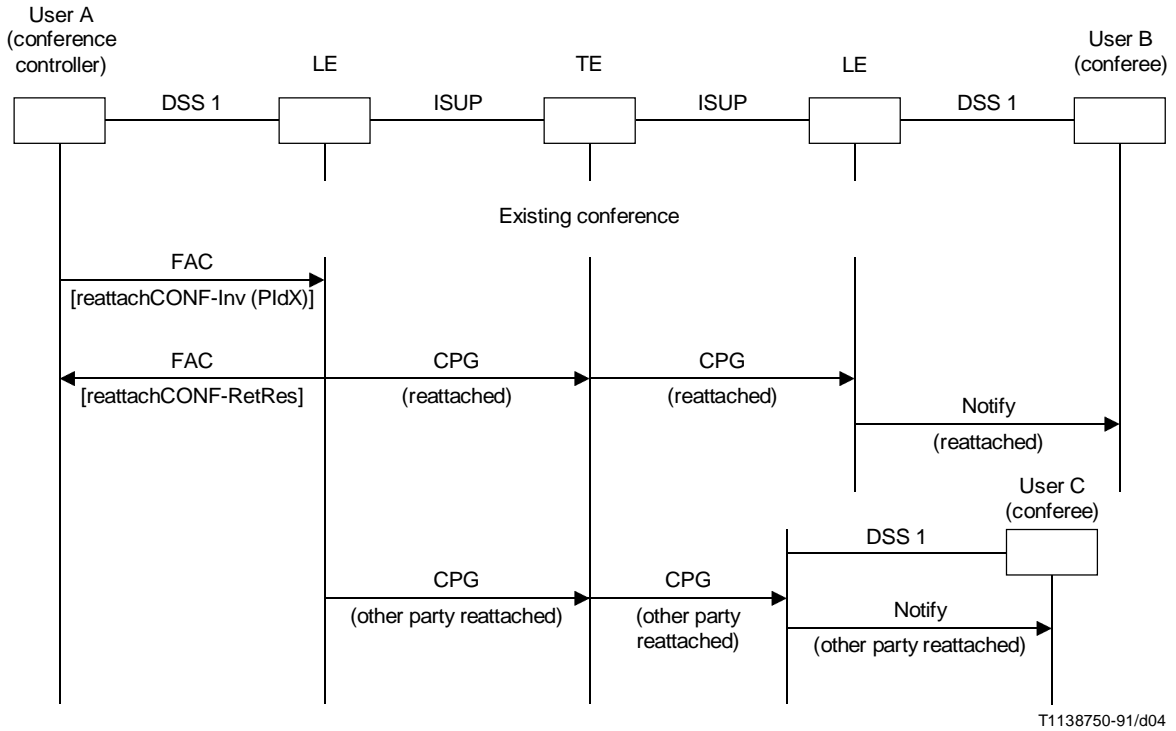 User A
(conference
controller)
LE
TE
LE
User B
(conferee)
DSS 1
ISUP
ISUP
DSS 1
Existing conference
FAC
[reattachCONF-Inv (PIdX)]
FAC
[reattachCONF-RetRes]
CPG
(reattached)
CPG
(reattached)
Notify
(reattached)
User C
(conferee)
DSS 1
CPG
(other party reattached)
CPG
(other party
reattached)
Notify
(other party reattached)
T1138750-91/d04